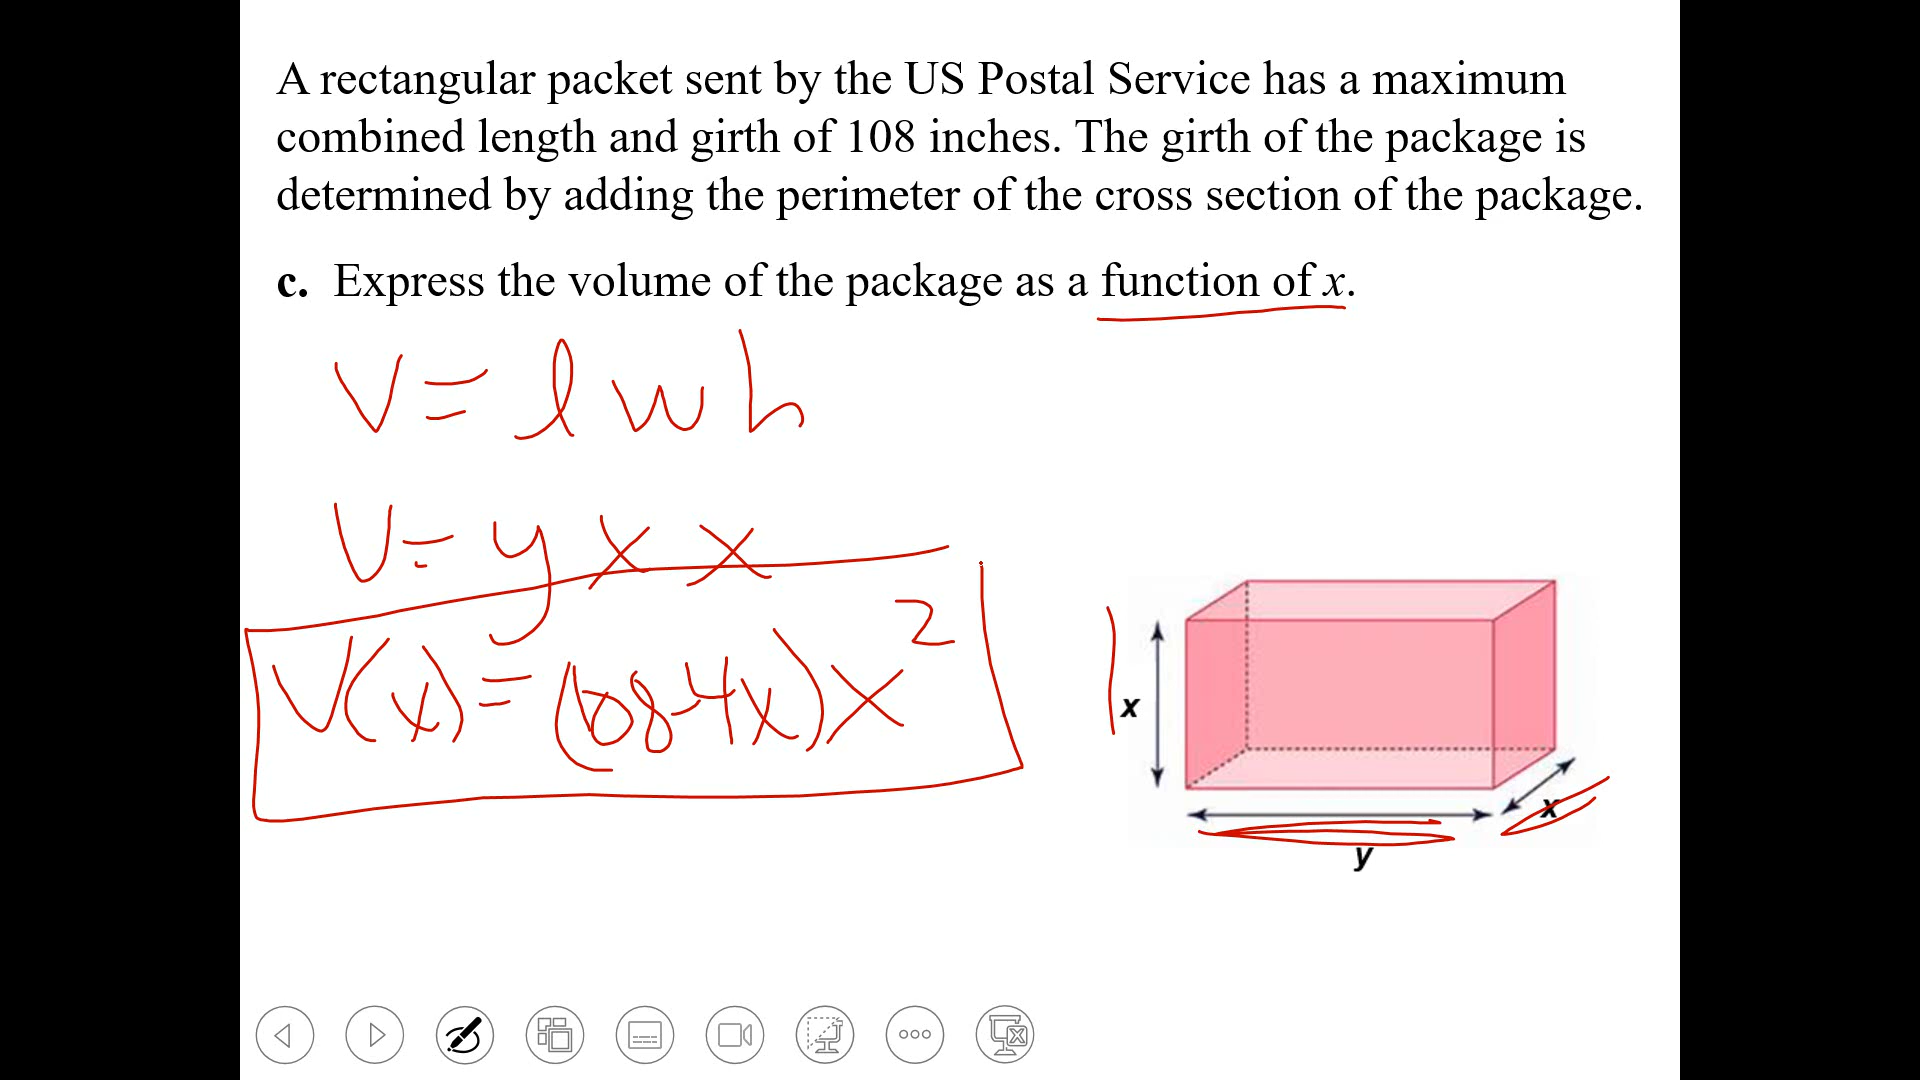 A rectangular packet sent by the US Postal Service has a maximum
combined length and girth of 108 inches. The girth of the package is
determined by adding the perimeter of the cross section of the package.
c. Express the volume of the package as a function of x.
V = l w h
V = y x x
V(x) = (108-4x)x²
x
x
y